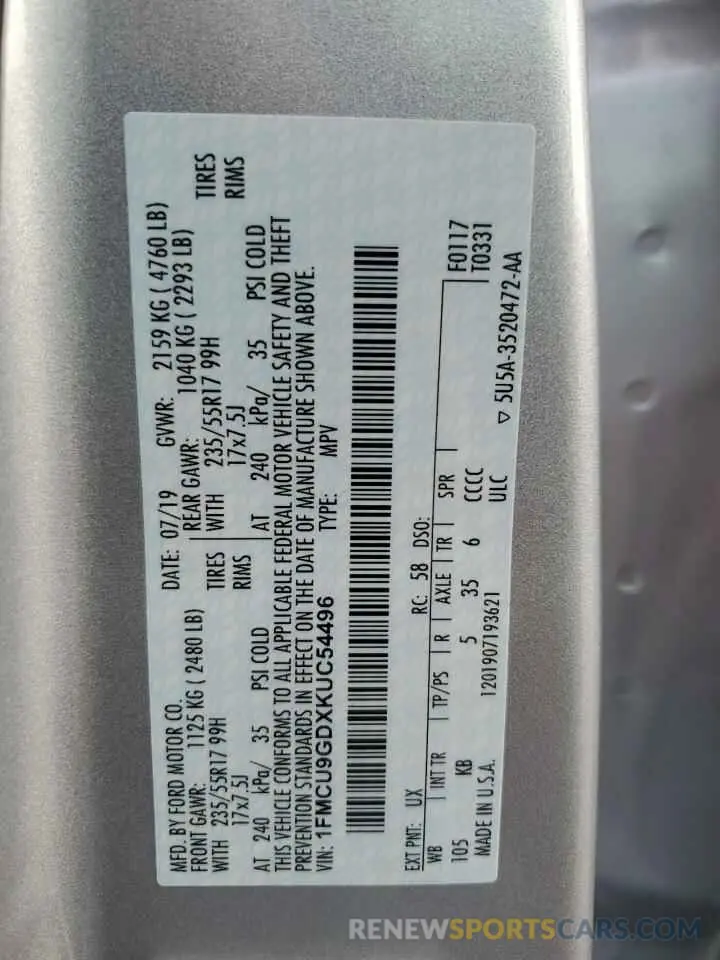 MFD. BY FORD MOTOR CO. DATE: 07/19 GVWR: 2159 KG ( 4760 LB)
FRONT GAWR: 1125 KG ( 2480 LB) REAR GAWR: 1040 KG ( 2293 LB)
WITH 235/55R17 99H TIRES WITH 235/55R17 99H TIRES
17x7.5J RIMS 17x7.5J RIMS
AT 240 kPa/ 35 PSI COLD AT 240 kPa/ 35 PSI COLD
THIS VEHICLE CONFORMS TO ALL APPLICABLE FEDERAL MOTOR VEHICLE SAFETY AND THEFT
PREVENTION STANDARDS IN EFFECT ON THE DATE OF MANUFACTURE SHOWN ABOVE.
VIN: 1FMCU9GDXKUC54496 TYPE: MPV
EXT PNT: UX RC: 58 DSO: F0117
WB INT TR TP/PS R AXLE TR SPR T0331
105 KB 5 35 6 CCCC
MADE IN U.S.A. 1201907193621 ULC ▽ 5U5A-3520472-AA
RENEWSPORTSCARS.COM